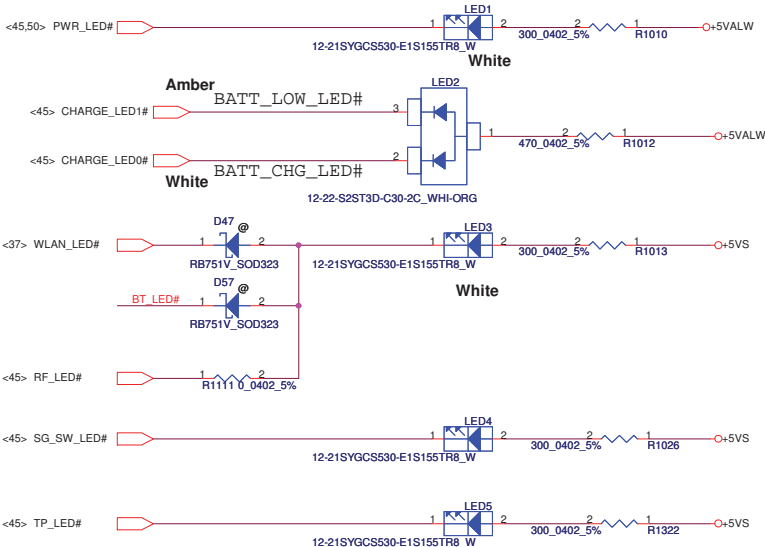 LED1
<45,50> PWR_LED# 1 2 2 1 +5VALW
12-21SYGCS530-E1S155TR8_W 300_0402_5% R1010
White
Amber LED2
<45> CHARGE_LED1# BATT_LOW_LED# 3
1 2 1 +5VALW
470_0402_5% R1012
<45> CHARGE_LED0# BATT_CHG_LED# 2
White
12-22-S2ST3D-C30-2C_WHI-ORG
D47 @ LED3
<37> WLAN_LED# 1 2 1 2 2 1 +5VS
RB751V_SOD323 12-21SYGCS530-E1S155TR8_W 300_0402_5% R1013
D57 @ White
BT_LED# 1 2
RB751V_SOD323
<45> RF_LED# 1 2
R1111 0_0402_5%
LED4
<45> SG_SW_LED# 1 2 2 1 +5VS
12-21SYGCS530-E1S155TR8_W 300_0402_5% R1026
LED5
<45> TP_LED# 1 2 2 1 +5VS
12-21SYGCS530-E1S155TR8_W 300_0402_5% R1322